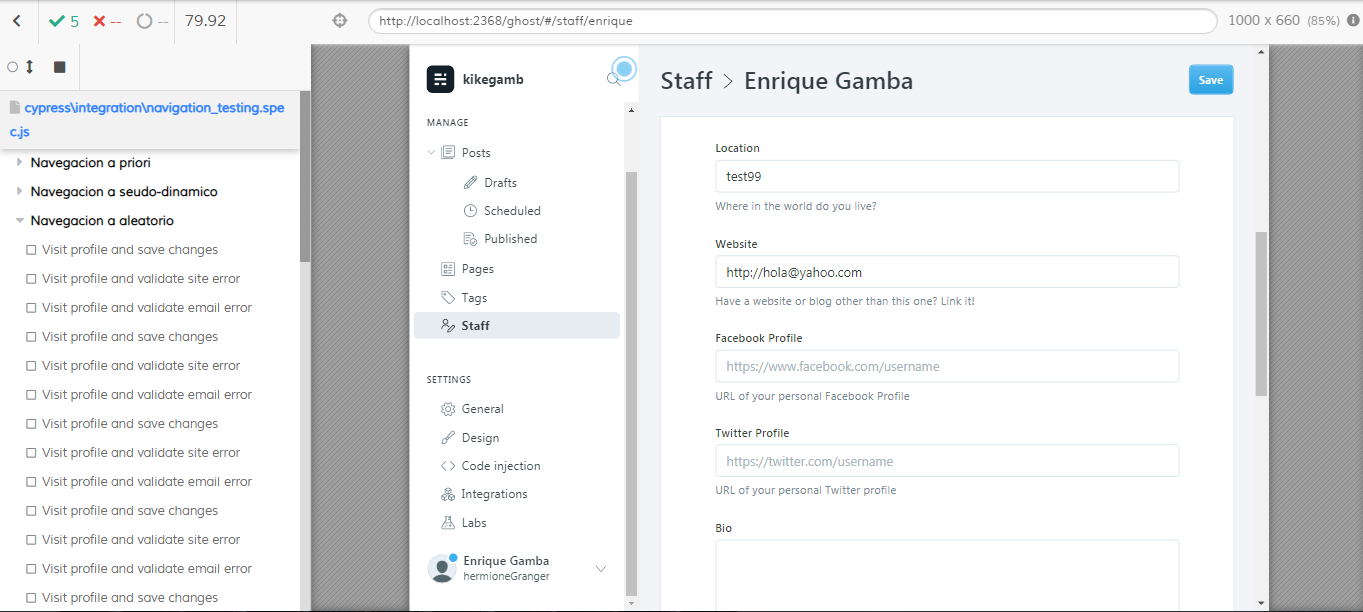 5 -- -- 79.92
http://localhost:2368/ghost/#/staff/enrique
1000 x 660 (85%)
cypress\integration\navigation_testing.spe
c.js
Navegacion a priori
Navegacion a seudo-dinamico
Navegacion a aleatorio
Visit profile and save changes
Visit profile and validate site error
Visit profile and validate email error
Visit profile and save changes
Visit profile and validate site error
Visit profile and validate email error
Visit profile and save changes
Visit profile and validate site error
Visit profile and validate email error
Visit profile and save changes
Visit profile and validate site error
Visit profile and validate email error
Visit profile and save changes
kikegamb
MANAGE
Posts
Drafts
Scheduled
Published
Pages
Tags
Staff
SETTINGS
General
Design
Code injection
Integrations
Labs
Enrique Gamba
hermioneGranger
Staff > Enrique Gamba
Save
Location
test99
Where in the world do you live?
Website
http://hola@yahoo.com
Have a website or blog other than this one? Link it!
Facebook Profile
https://www.facebook.com/username
URL of your personal Facebook Profile
Twitter Profile
https://twitter.com/username
URL of your personal Twitter profile
Bio